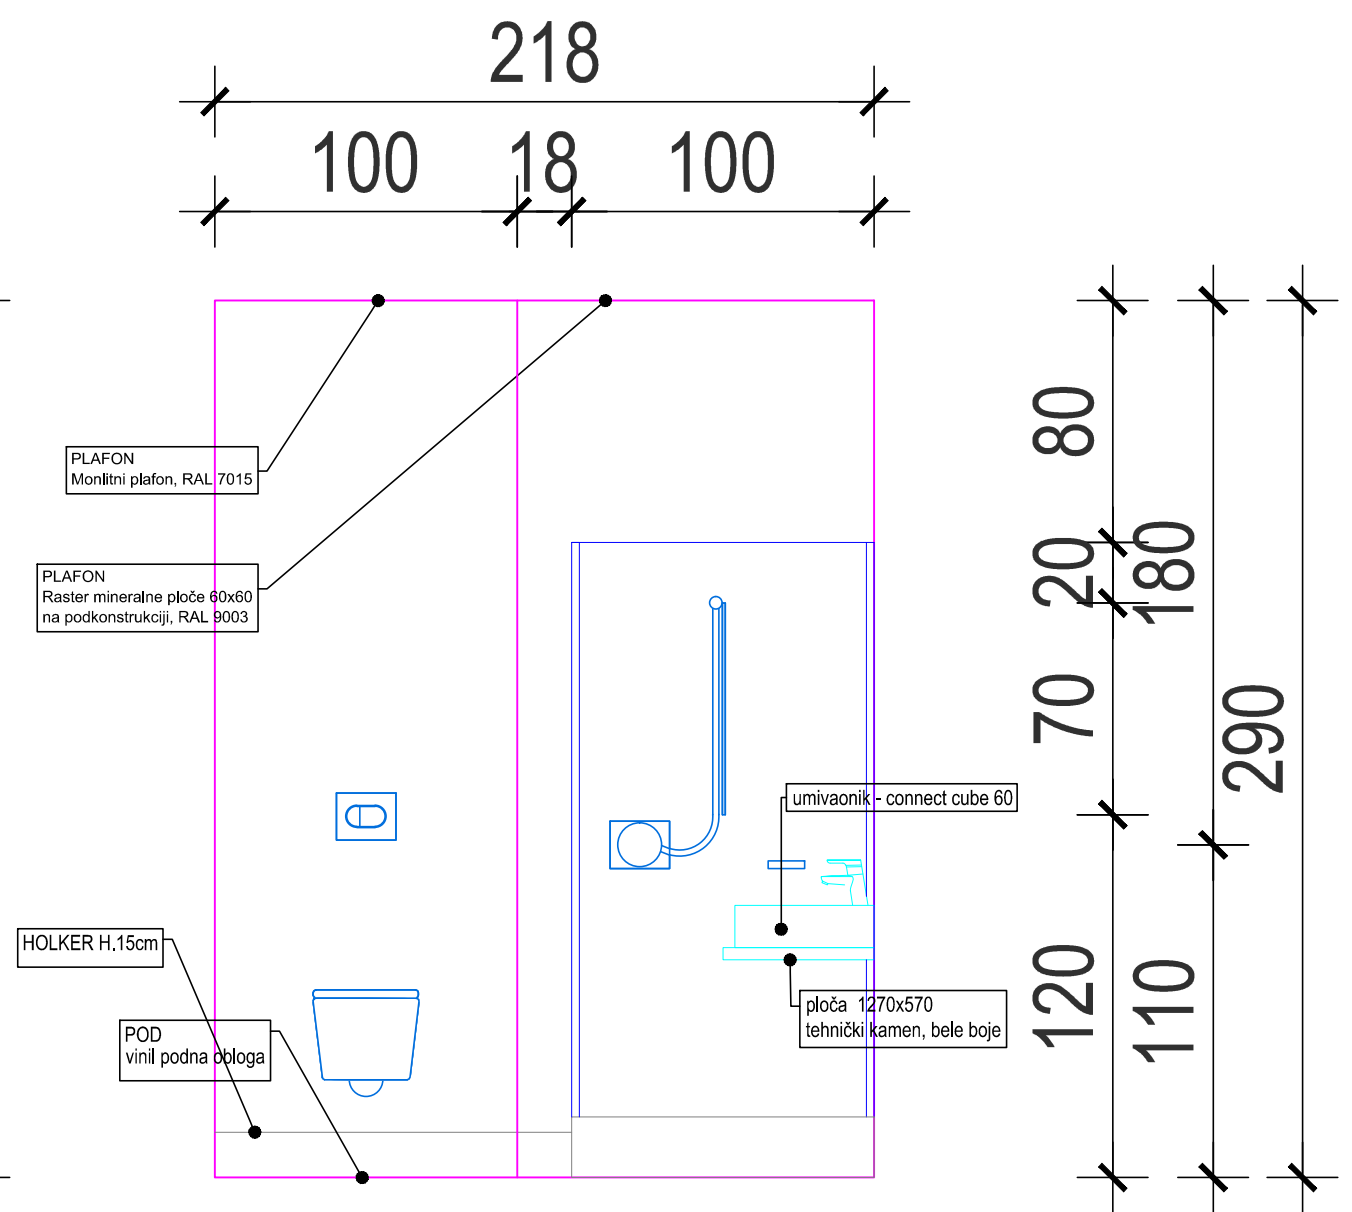 218
100
18
100
80
20
180
70
290
120
110
PLAFON
Monlitni plafon, RAL 7015
PLAFON
Raster mineralne ploče 60x60
na podkonstrukciji, RAL 9003
umivaonik - connect cube 60
HOLKER H.15cm
ploča 1270x570
tehnički kamen, bele boje
POD
vinil podna obloga